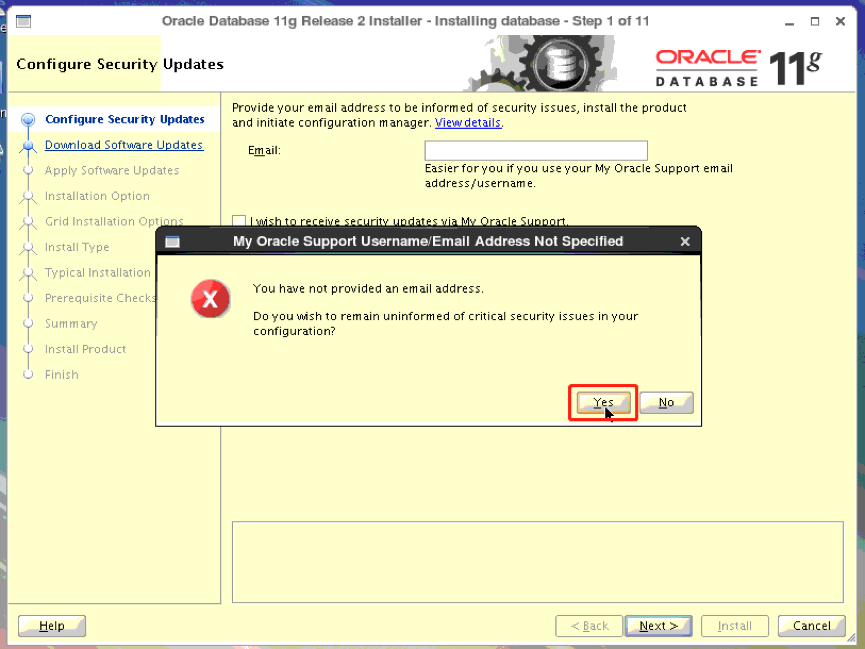 Oracle Database 11g Release 2 Installer - Installing database - Step 1 of 11
Configure Security Updates
ORACLE
DATABASE
11g
Configure Security Updates
Download Software Updates
Apply Software Updates
Installation Option
Grid Installation Options
Install Type
Typical Installation
Prerequisite Checks
Summary
Install Product
Finish
Provide your email address to be informed of security issues, install the product
and initiate configuration manager. View details.
Email:
Easier for you if you use your My Oracle Support email
address/username.
I wish to receive security updates via My Oracle Support.
My Oracle Support Username/Email Address Not Specified
You have not provided an email address.
Do you wish to remain uninformed of critical security issues in your
configuration?
Yes
No
Help
< Back
Next >
Install
Cancel